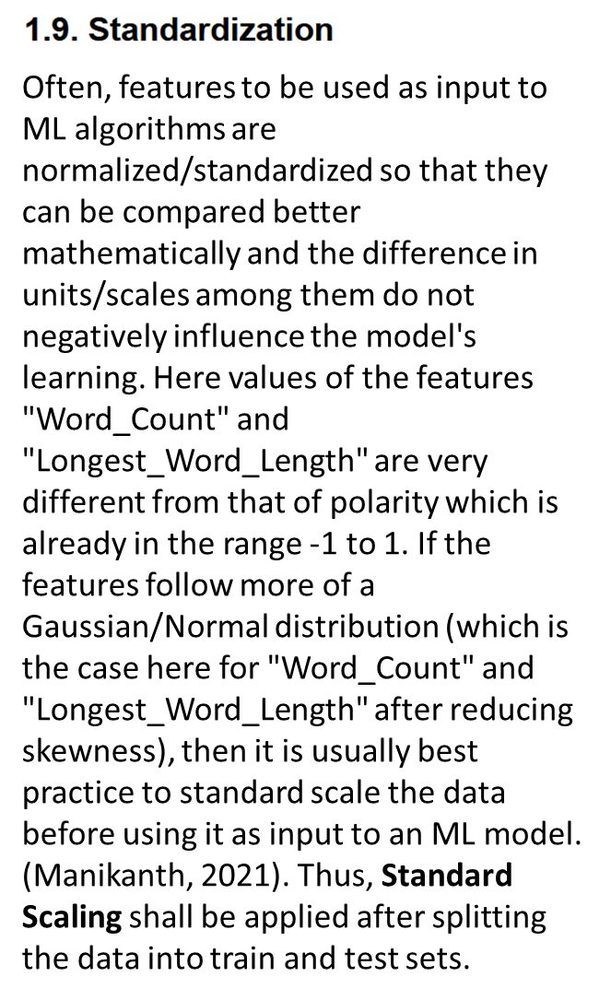 1.9. Standardization
Often, features to be used as input to
ML algorithms are
normalized/standardized so that they
can be compared better
mathematically and the difference in
units/scales among them do not
negatively influence the model's
learning. Here values of the features
"Word_Count" and
"Longest_Word_Length" are very
different from that of polarity which is
already in the range -1 to 1. If the
features follow more of a
Gaussian/Normal distribution (which is
the case here for "Word_Count" and
"Longest_Word_Length" after reducing
skewness), then it is usually best
practice to standard scale the data
before using it as input to an ML model.
(Manikanth, 2021). Thus, Standard
Scaling shall be applied after splitting
the data into train and test sets.